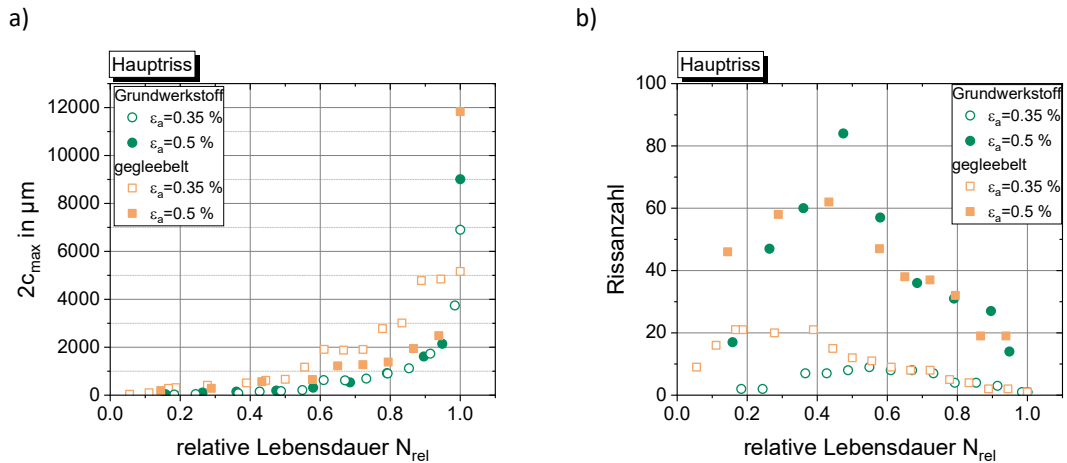 a)
Hauptriss
Grundwerkstoff
εa=0.35 %
εa=0.5 %
gegleebelt
εa=0.35 %
εa=0.5 %
12000
10000
8000
6000
4000
2000
0
2cmax in µm
0.0 0.2 0.4 0.6 0.8 1.0
relative Lebensdauer Nrel
b)
Hauptriss
Grundwerkstoff
εa=0.35 %
εa=0.5 %
gegleebelt
εa=0.35 %
εa=0.5 %
100
80
60
40
20
0
Rissanzahl
0.0 0.2 0.4 0.6 0.8 1.0
relative Lebensdauer Nrel